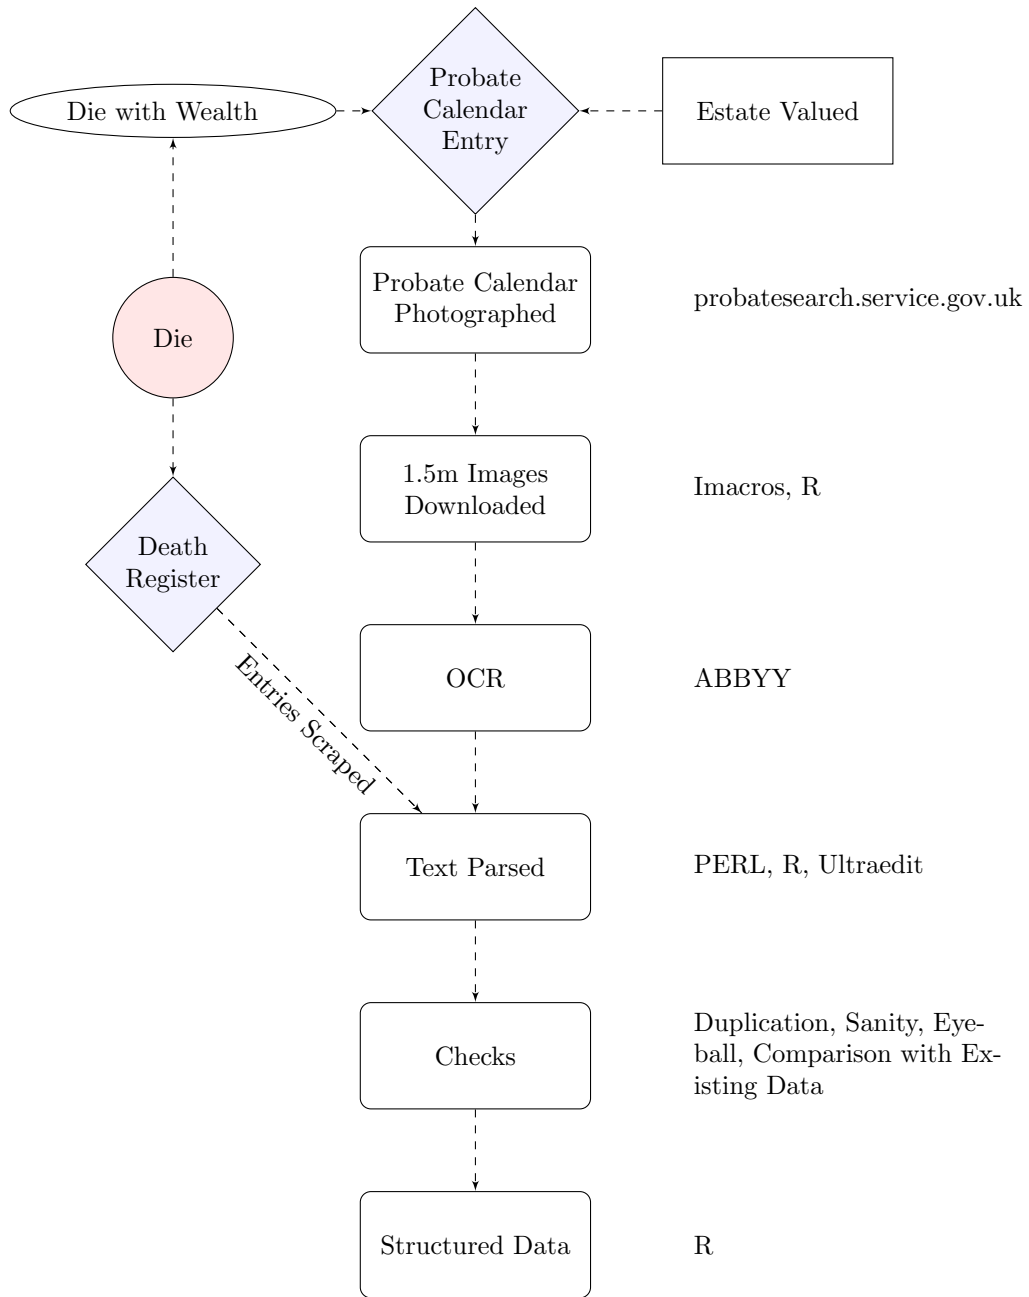 Probate
Calendar
Entry
Die with Wealth
Estate Valued
Probate Calendar
Photographed
probatesearch.service.gov.uk
Die
1.5m Images
Downloaded
Imacros, R
Death
Register
Entries Scraped
OCR
ABBYY
Text Parsed
PERL, R, Ultraedit
Checks
Duplication, Sanity, Eye-
ball, Comparison with Ex-
isting Data
Structured Data
R